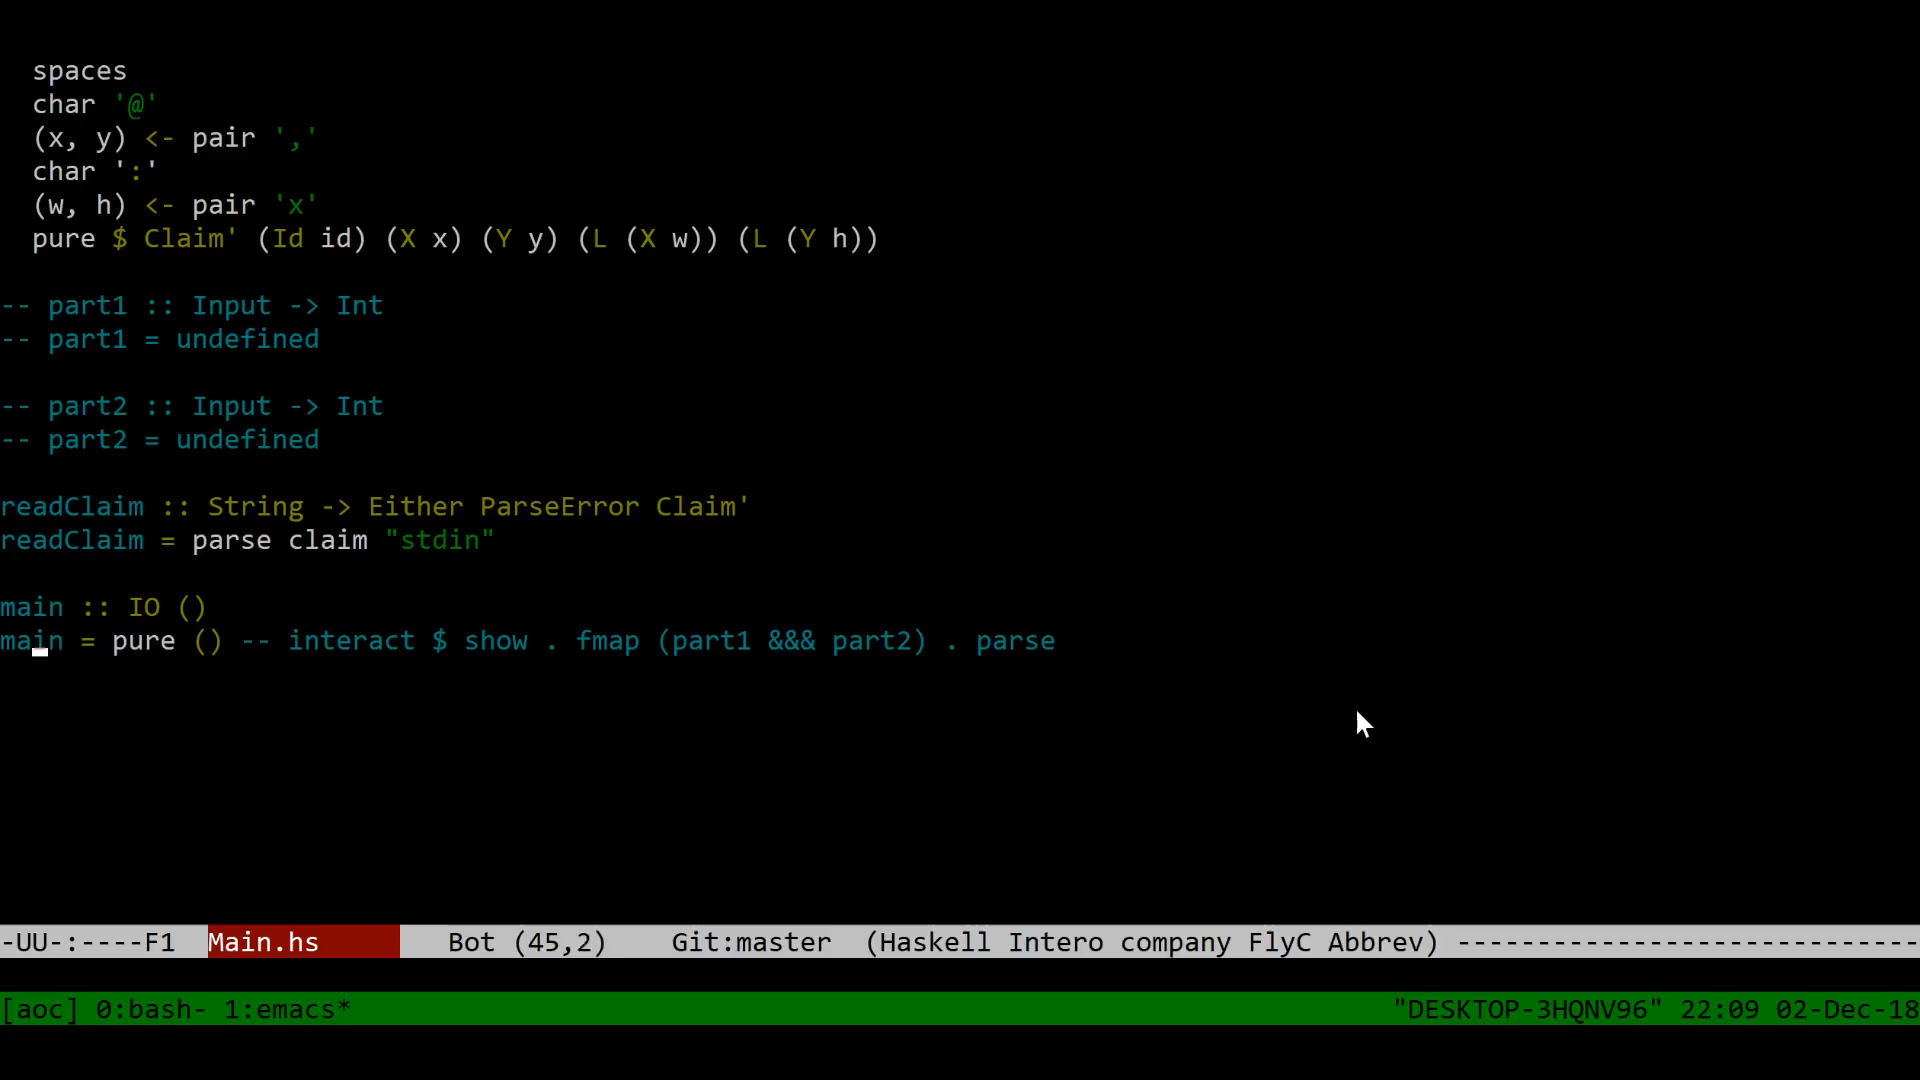 spaces
char '@'
(x, y) <- pair ','
char ':'
(w, h) <- pair 'x'
pure $ Claim' (Id id) (X x) (Y y) (L (X w)) (L (Y h))
-- part1 :: Input -> Int
-- part1 = undefined
-- part2 :: Input -> Int
-- part2 = undefined
readClaim :: String -> Either ParseError Claim'
readClaim = parse claim "stdin"
main :: IO ()
main = pure () -- interact $ show . fmap (part1 &&& part2) . parse
-UU-:----F1 Main.hs Bot (45,2) Git:master (Haskell Intero company FlyC Abbrev) -----------------------------
[aoc] 0:bash- 1:emacs* "DESKTOP-3HQNV96" 22:09 02-Dec-18